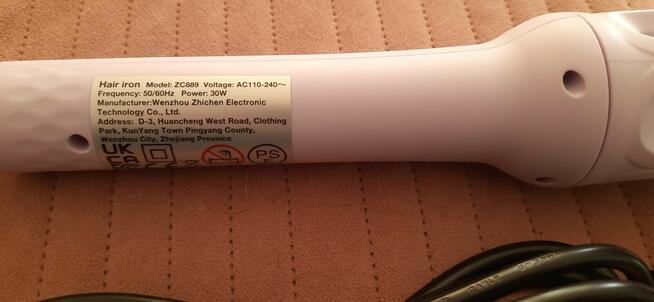 Hair iron Model: ZC889 Voltage: AC110-240～
Frequency: 50/60Hz Power: 30W
Manufacturer:Wenzhou Zhichen Electronic
Technology Co., Ltd
Address: D-3, Huancheng West Road, Clothing
Park, KunYang Town Pingyang County,
Wenzhou City, Zhejiang Province
UK
CA
PS
E